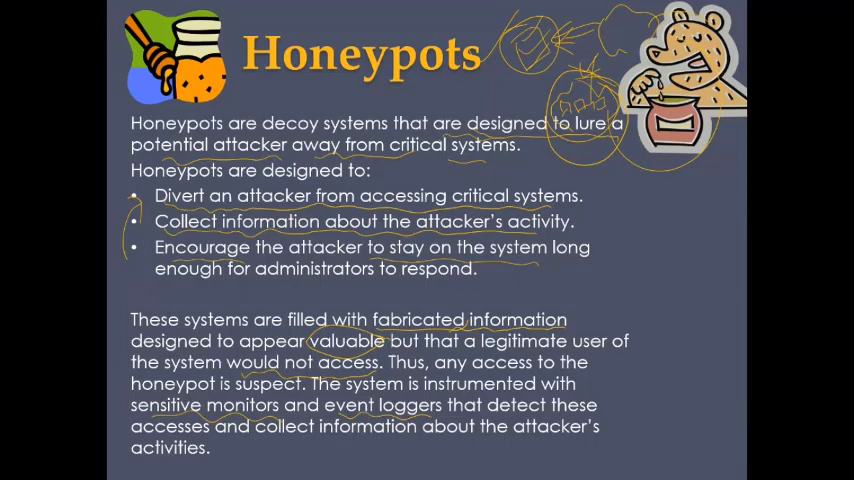 Honeypots
Honeypots are decoy systems that are designed to lure a
potential attacker away from critical systems.
Honeypots are designed to:
• Divert an attacker from accessing critical systems.
• Collect information about the attacker's activity.
• Encourage the attacker to stay on the system long
enough for administrators to respond.
These systems are filled with fabricated information
designed to appear valuable but that a legitimate user of
the system would not access. Thus, any access to the
honeypot is suspect. The system is instrumented with
sensitive monitors and event loggers that detect these
accesses and collect information about the attacker's
activities.